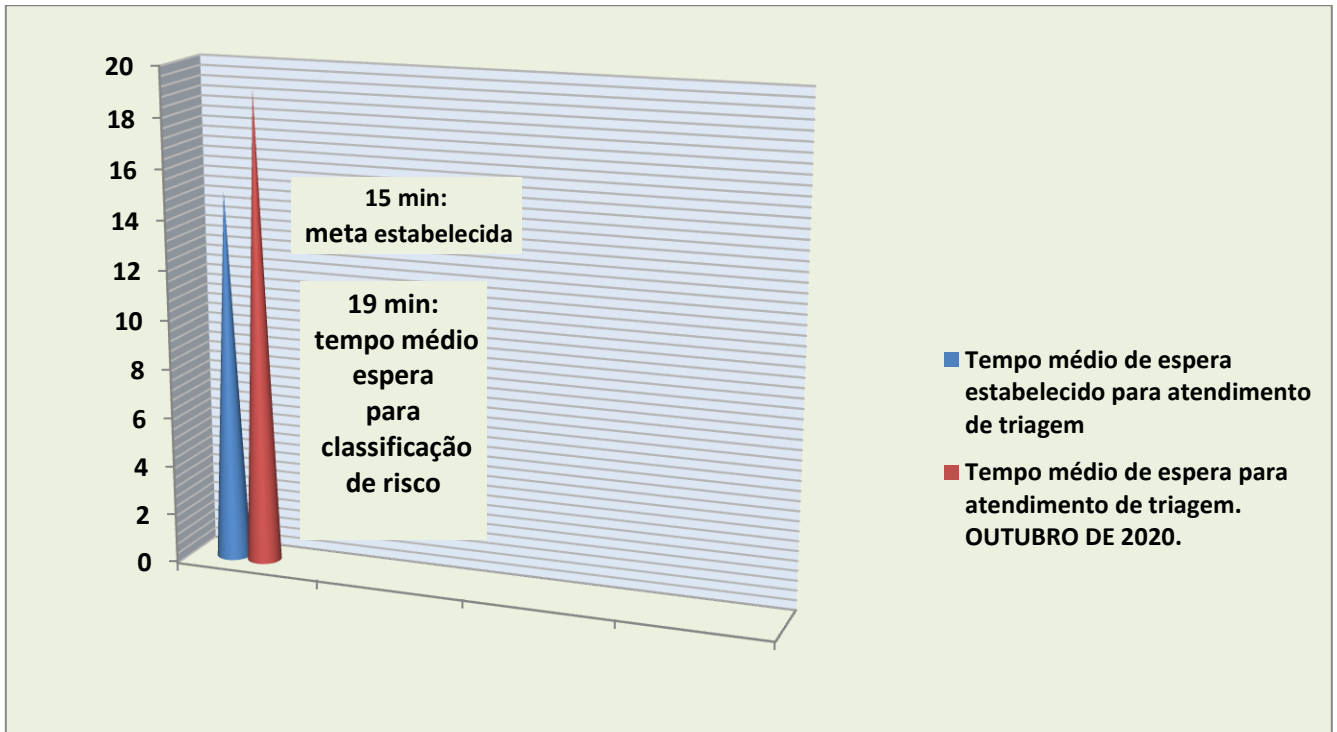 20
18
16
14
12
10
8
6
4
2
0
15 min:
meta estabelecida
19 min:
tempo médio
espera
para
classificação
de risco
Tempo médio de espera
estabelecido para atendimento
de triagem
Tempo médio de espera para
atendimento de triagem.
OUTUBRO DE 2020.